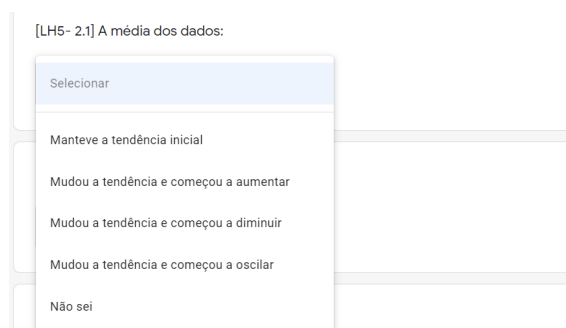 [LH5- 2.1] A média dos dados:
Selecionar
Manteve a tendência inicial
Mudou a tendência e começou a aumentar
Mudou a tendência e começou a diminuir
Mudou a tendência e começou a oscilar
Não sei